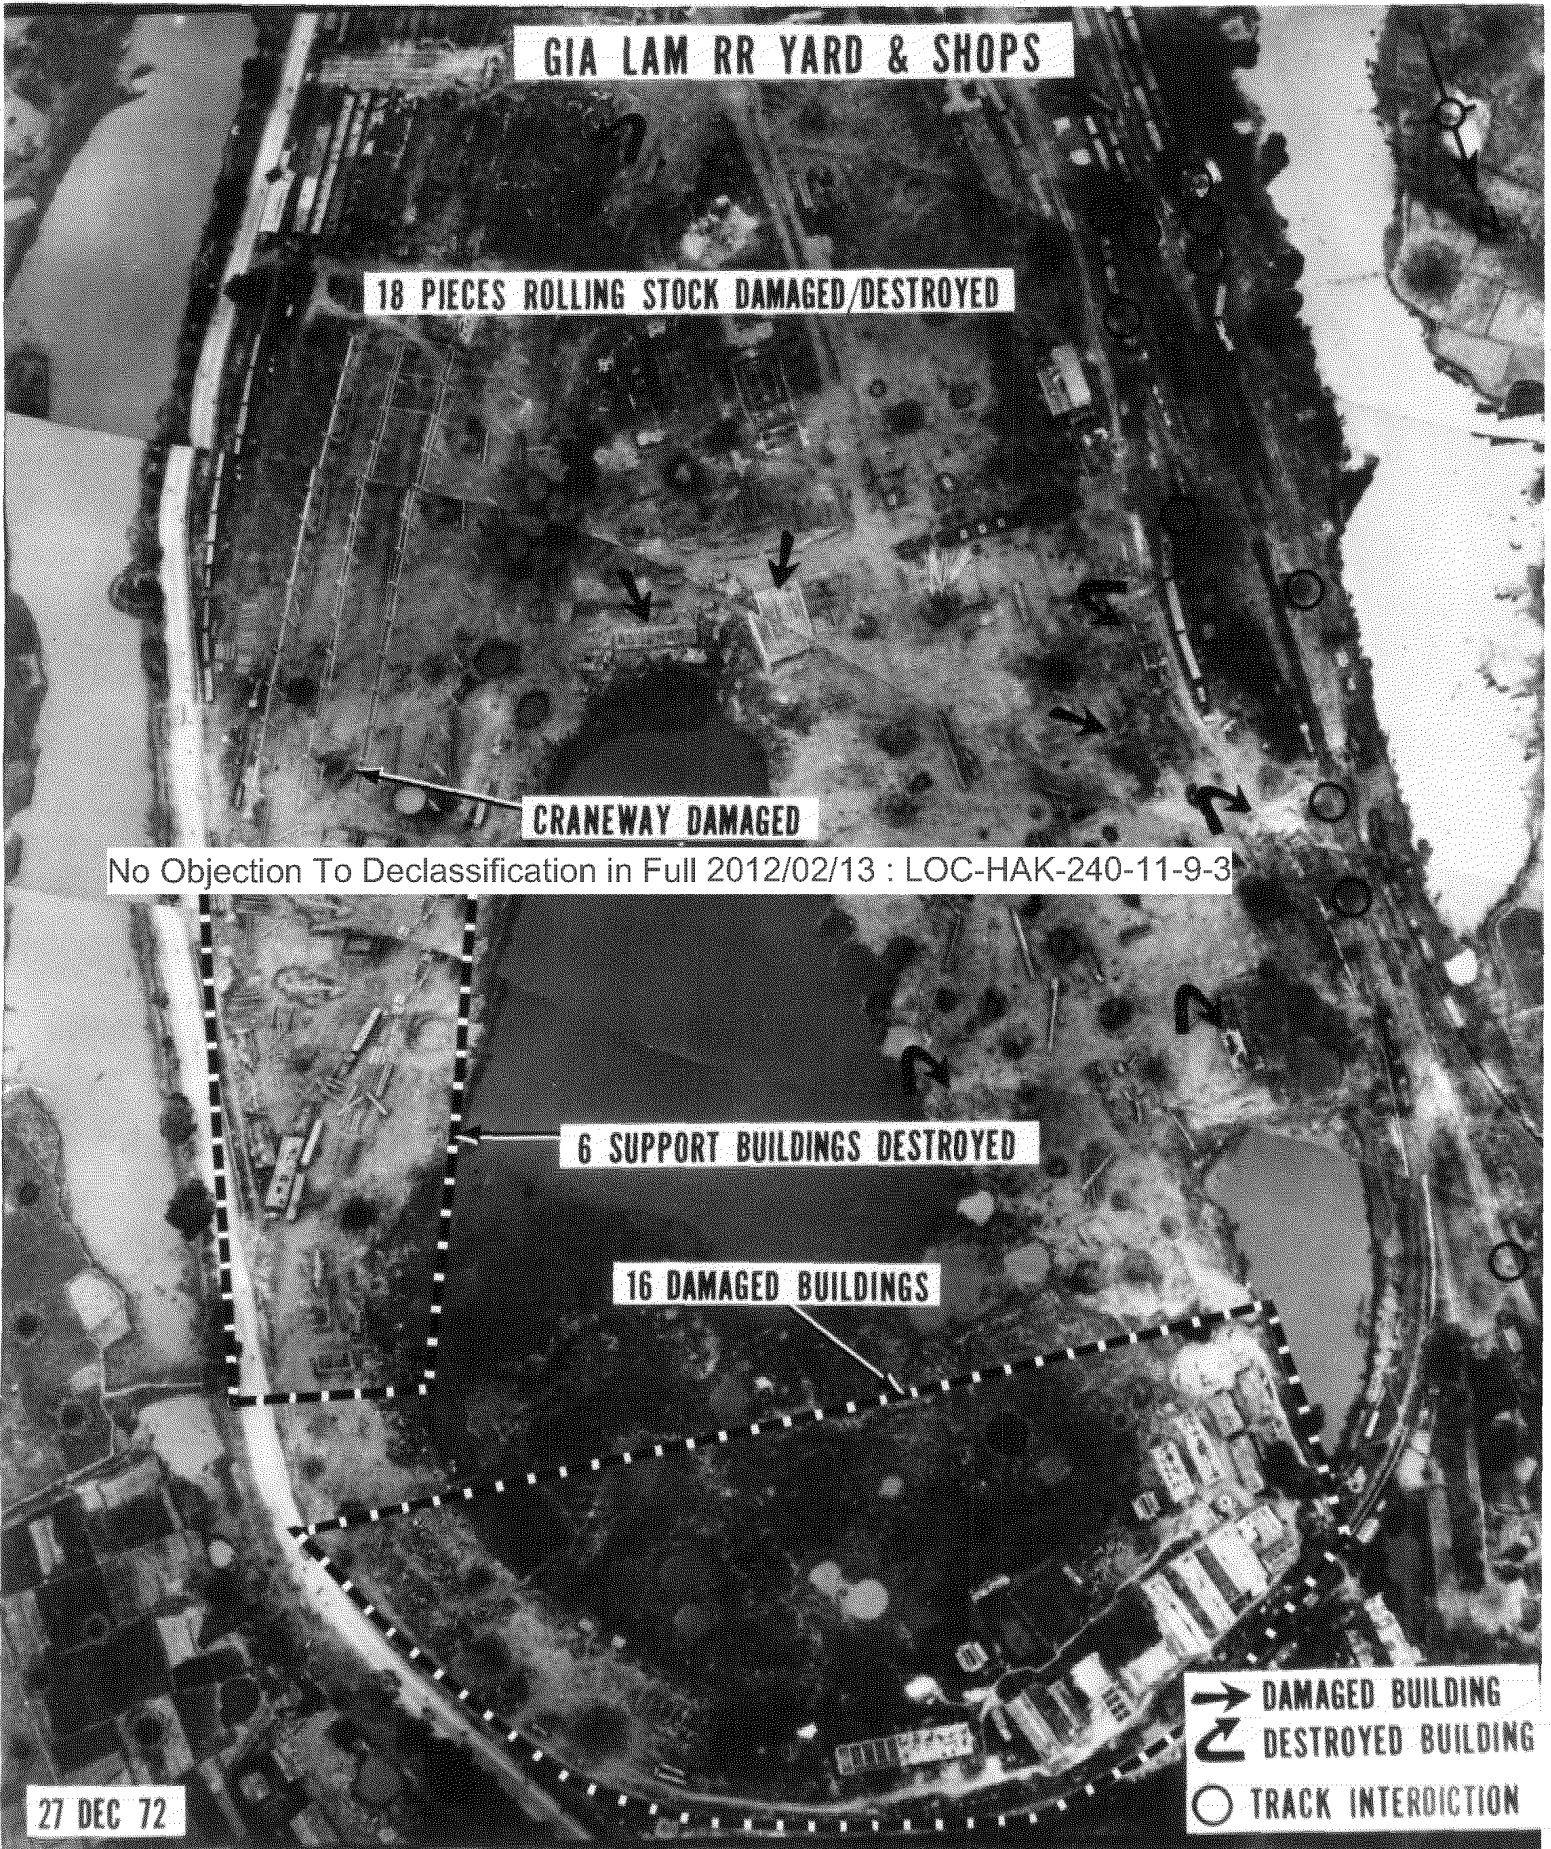 GIA LAM RR YARD & SHOPS
18 PIECES ROLLING STOCK DAMAGED/DESTROYED
CRANEWAY DAMAGED
No Objection To Declassification in Full 2012/02/13 : LOC-HAK-240-11-9-3
6 SUPPORT BUILDINGS DESTROYED
16 DAMAGED BUILDINGS
DAMAGED BUILDING
DESTROYED BUILDING
TRACK INTERDICTION
27 DEC 72